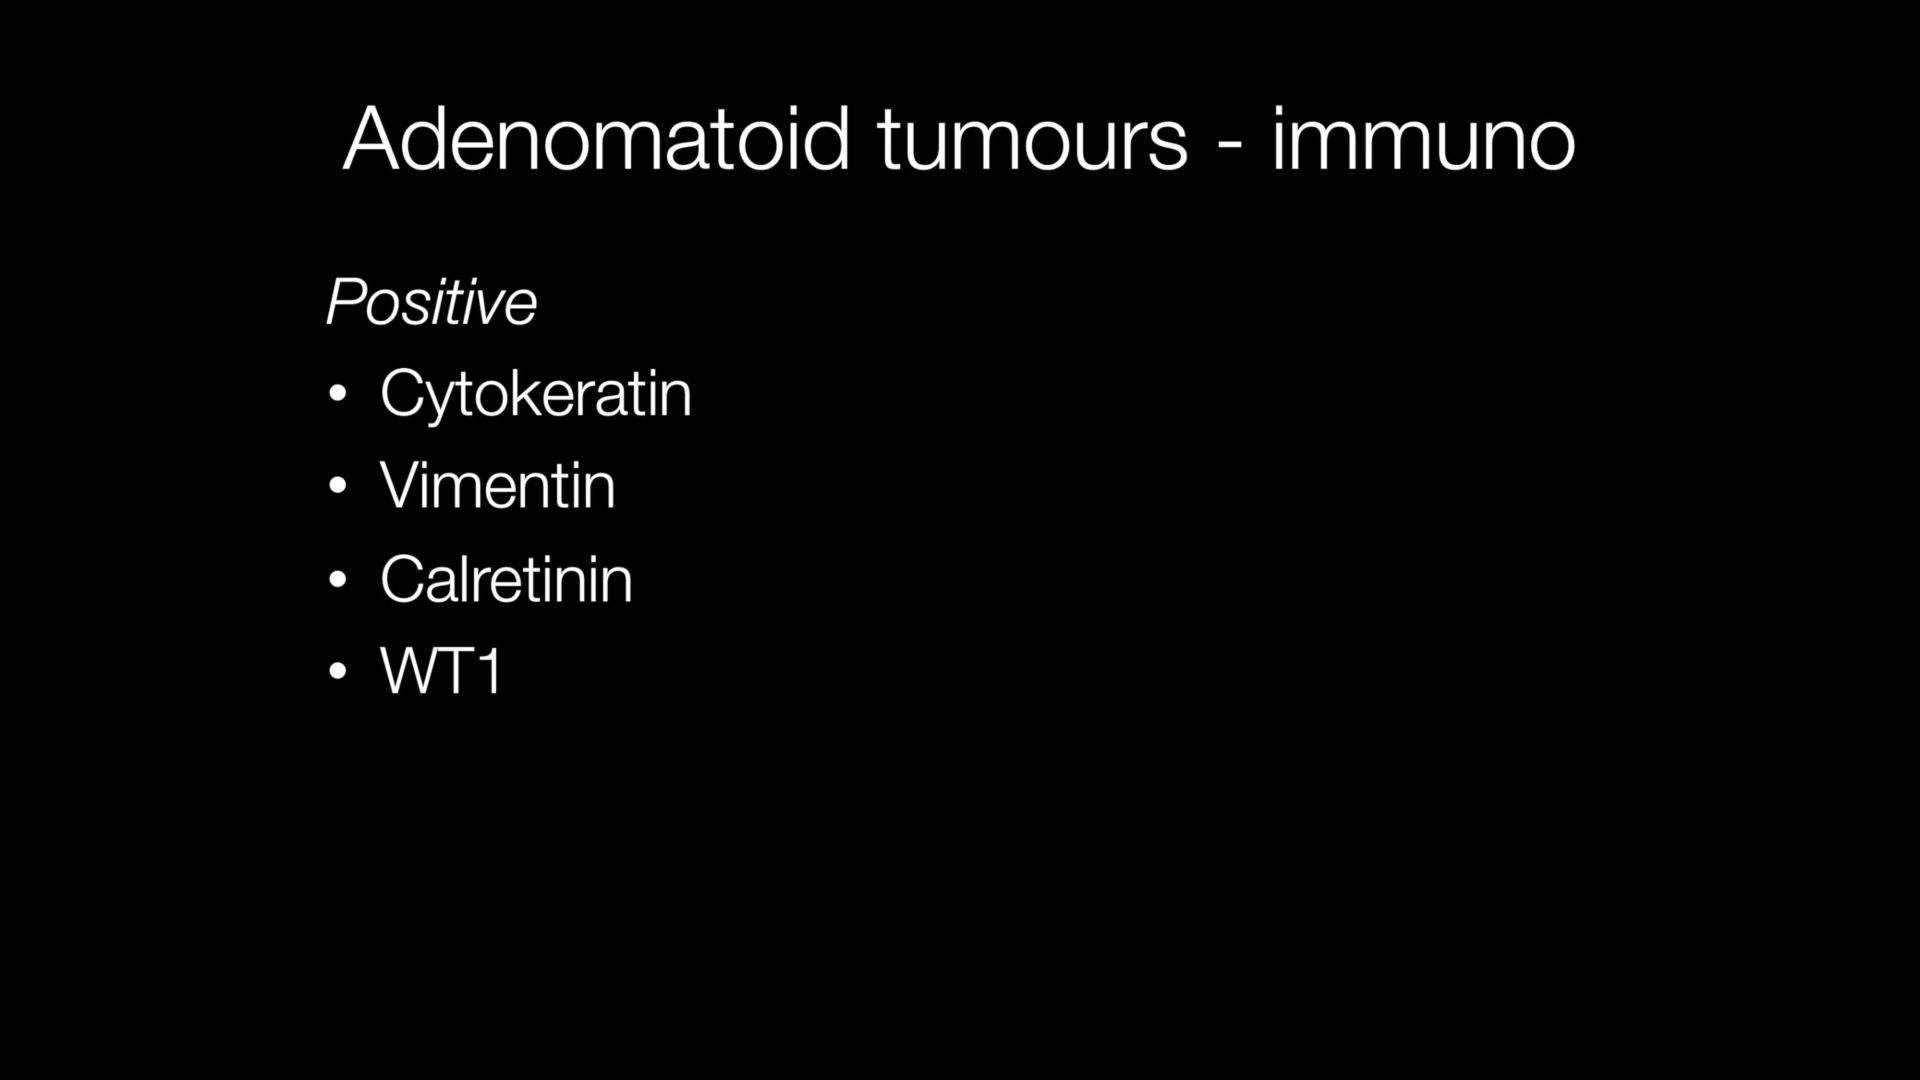 Adenomatoid tumours - immuno
Positive
• Cytokeratin
• Vimentin
• Calretinin
• WT1